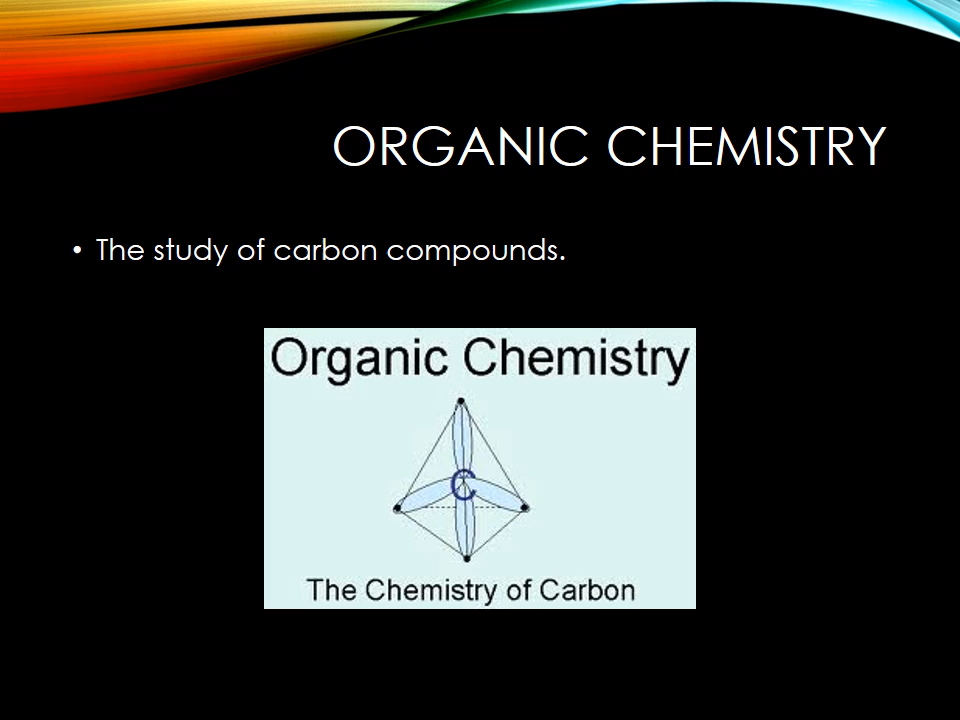 ORGANIC CHEMISTRY
• The study of carbon compounds.
Organic Chemistry
C
The Chemistry of Carbon